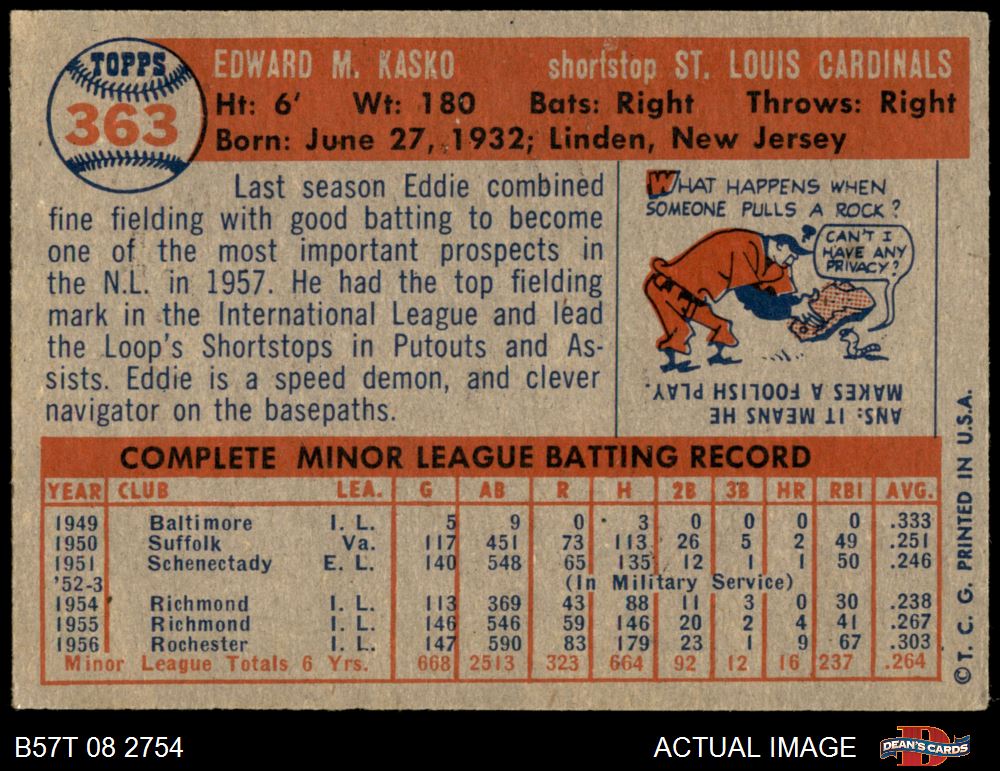 TOPPS
363
EDWARD M. KASKO shortstop ST. LOUIS CARDINALS
Ht: 6' Wt: 180 Bats: Right Throws: Right
Born: June 27, 1932; Linden, New Jersey
Last season Eddie combined
fine fielding with good batting to become
one of the most important prospects in
the N.L. in 1957. He had the top fielding
mark in the International League and lead
the Loop's Shortstops in Putouts and As-
sists. Eddie is a speed demon, and clever
navigator on the basepaths.
WHAT HAPPENS WHEN
SOMEONE PULLS A ROCK?
CAN'T I
HAVE ANY
PRIVACY?
ANS: IT MEANS HE
MAKES A FOOLISH PLAY.
COMPLETE MINOR LEAGUE BATTING RECORD
YEAR CLUB LEA. G AB R H 2B 3B HR RBI AVG.
1949 Baltimore I. L. 5 9 0 3 0 0 0 0 .333
1950 Suffolk Va. 117 451 73 113 26 5 2 49 .251
1951 Schenectady E. L. 140 548 65 135 12 1 1 50 .246
'52-3 (In Military Service)
1954 Richmond I. L. 113 369 43 88 11 3 0 30 .238
1955 Richmond I. L. 146 546 59 146 20 2 4 41 .267
1956 Rochester I. L. 147 590 83 179 23 1 9 67 .303
Minor League Totals 6 Yrs. 668 2513 323 664 92 12 16 237 .264
© T. C. G. PRINTED IN U.S.A.
B57T 08 2754
ACTUAL IMAGE
D
DEAN'S CARDS